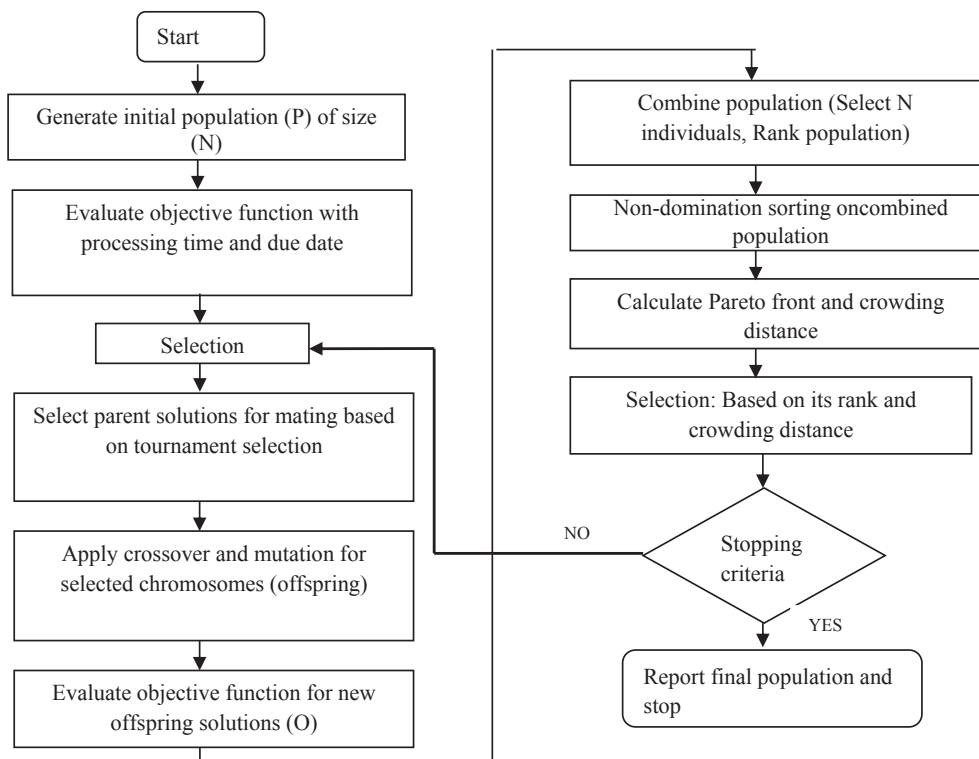 Start
Generate initial population (P) of size
(N)
Evaluate objective function with
processing time and due date
Selection
Select parent solutions for mating based
on tournament selection
Apply crossover and mutation for
selected chromosomes (offspring)
Evaluate objective function for new
offspring solutions (O)
Combine population (Select N
individuals, Rank population)
Non-domination sorting oncombined
population
Calculate Pareto front and crowding
distance
Selection: Based on its rank and
crowding distance
NO
Stopping
criteria
YES
Report final population and
stop